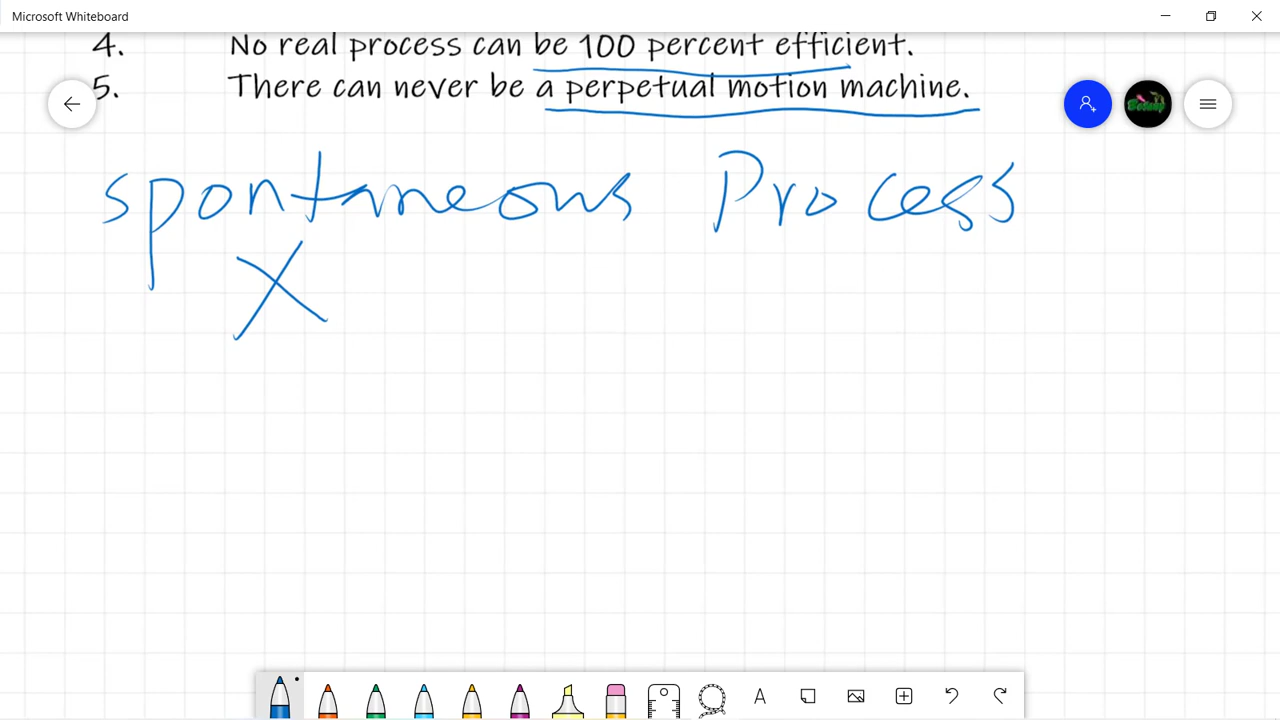 Microsoft Whiteboard
4. No real process can be 100 percent efficient.
5. There can never be a perpetual motion machine.
spontaneous Process
X
A